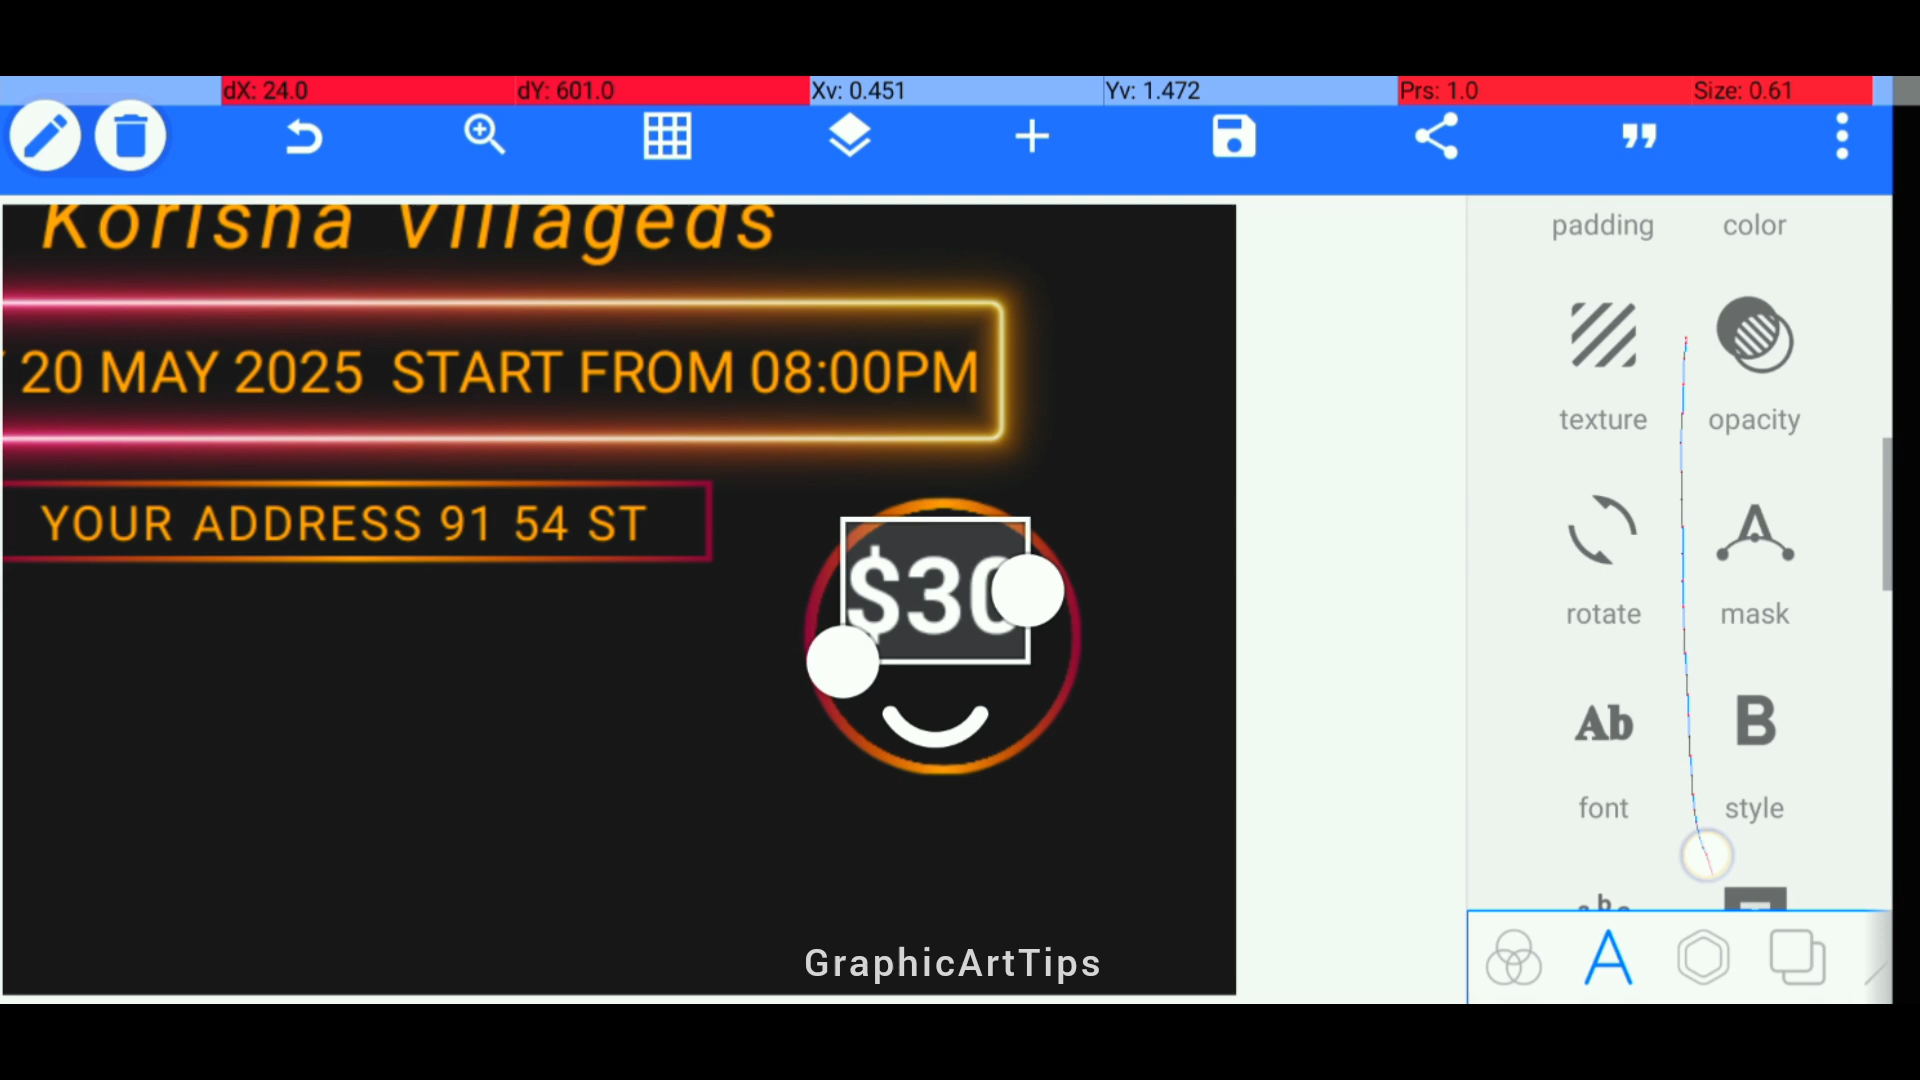 dX: 24.0 dY: 601.0 Xv: 0.451 Yv: 1.472 Prs: 1.0 Size: 0.61
Korisha Villageds
20 MAY 2025 START FROM 08:00PM
YOUR ADDRESS 91 54 ST
$30
GraphicArtTips
padding color
texture opacity
rotate mask
Ab B
font style